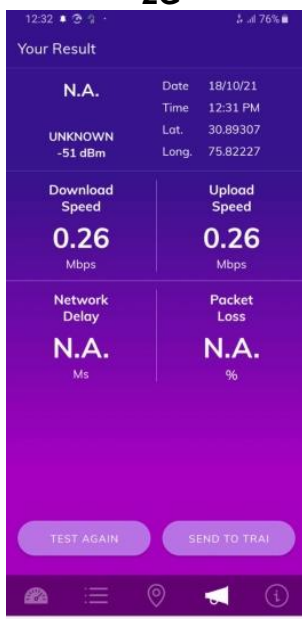 2G
12:32 76%
Your Result
N.A.
UNKNOWN
-51 dBm
Date 18/10/21
Time 12:31 PM
Lat. 30.89307
Long. 75.82227
Download Speed
0.26
Mbps
Upload Speed
0.26
Mbps
Network Delay
N.A.
Ms
Packet Loss
N.A.
%
TEST AGAIN
SEND TO TRAI